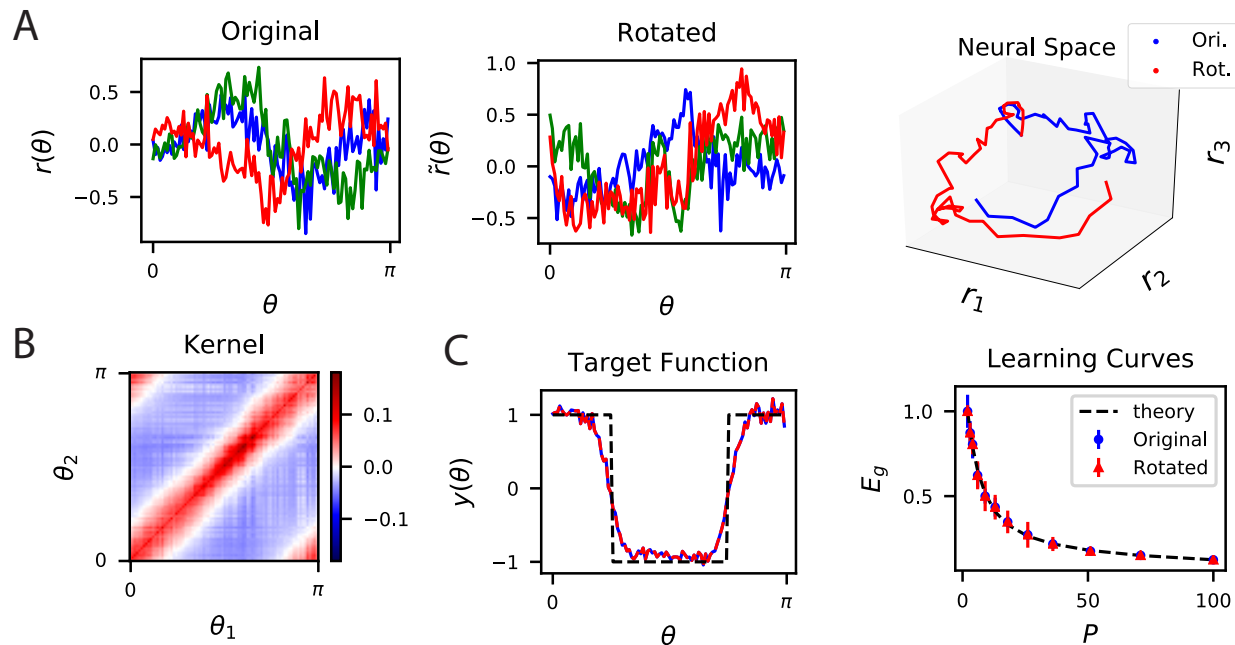 A
Original
r(θ)
0.5
0.0
−0.5
0
π
θ
Rotated
r̃(θ)
1.0
0.5
0.0
−0.5
0
π
θ
Neural Space
Ori.
Rot.
r₁
r₂
r₃
B
Kernel
θ₂
π
0
0
π
θ₁
0.1
0.0
−0.1
C
Target Function
y(θ)
1
0
−1
0
π
θ
Learning Curves
E_g
1.0
0.5
theory
Original
Rotated
0
50
100
P